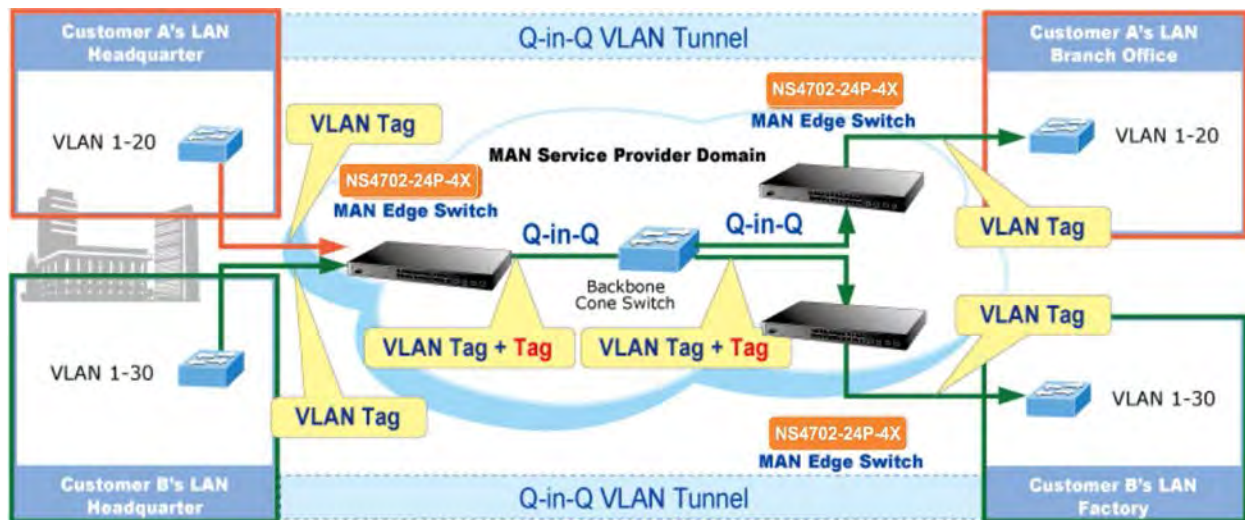 Customer A's LAN
Headquarter
Q-in-Q VLAN Tunnel
Customer A's LAN
Branch Office
VLAN 1-20
VLAN Tag
NS4702-24P-4X
MAN Edge Switch
VLAN 1-20
MAN Service Provider Domain
NS4702-24P-4X
MAN Edge Switch
Q-in-Q
Q-in-Q
VLAN Tag
Backbone
Cone Switch
VLAN Tag + Tag
VLAN Tag + Tag
VLAN Tag
VLAN 1-30
VLAN Tag
VLAN 1-30
NS4702-24P-4X
MAN Edge Switch
Customer B's LAN
Headquarter
Q-in-Q VLAN Tunnel
Customer B's LAN
Factory